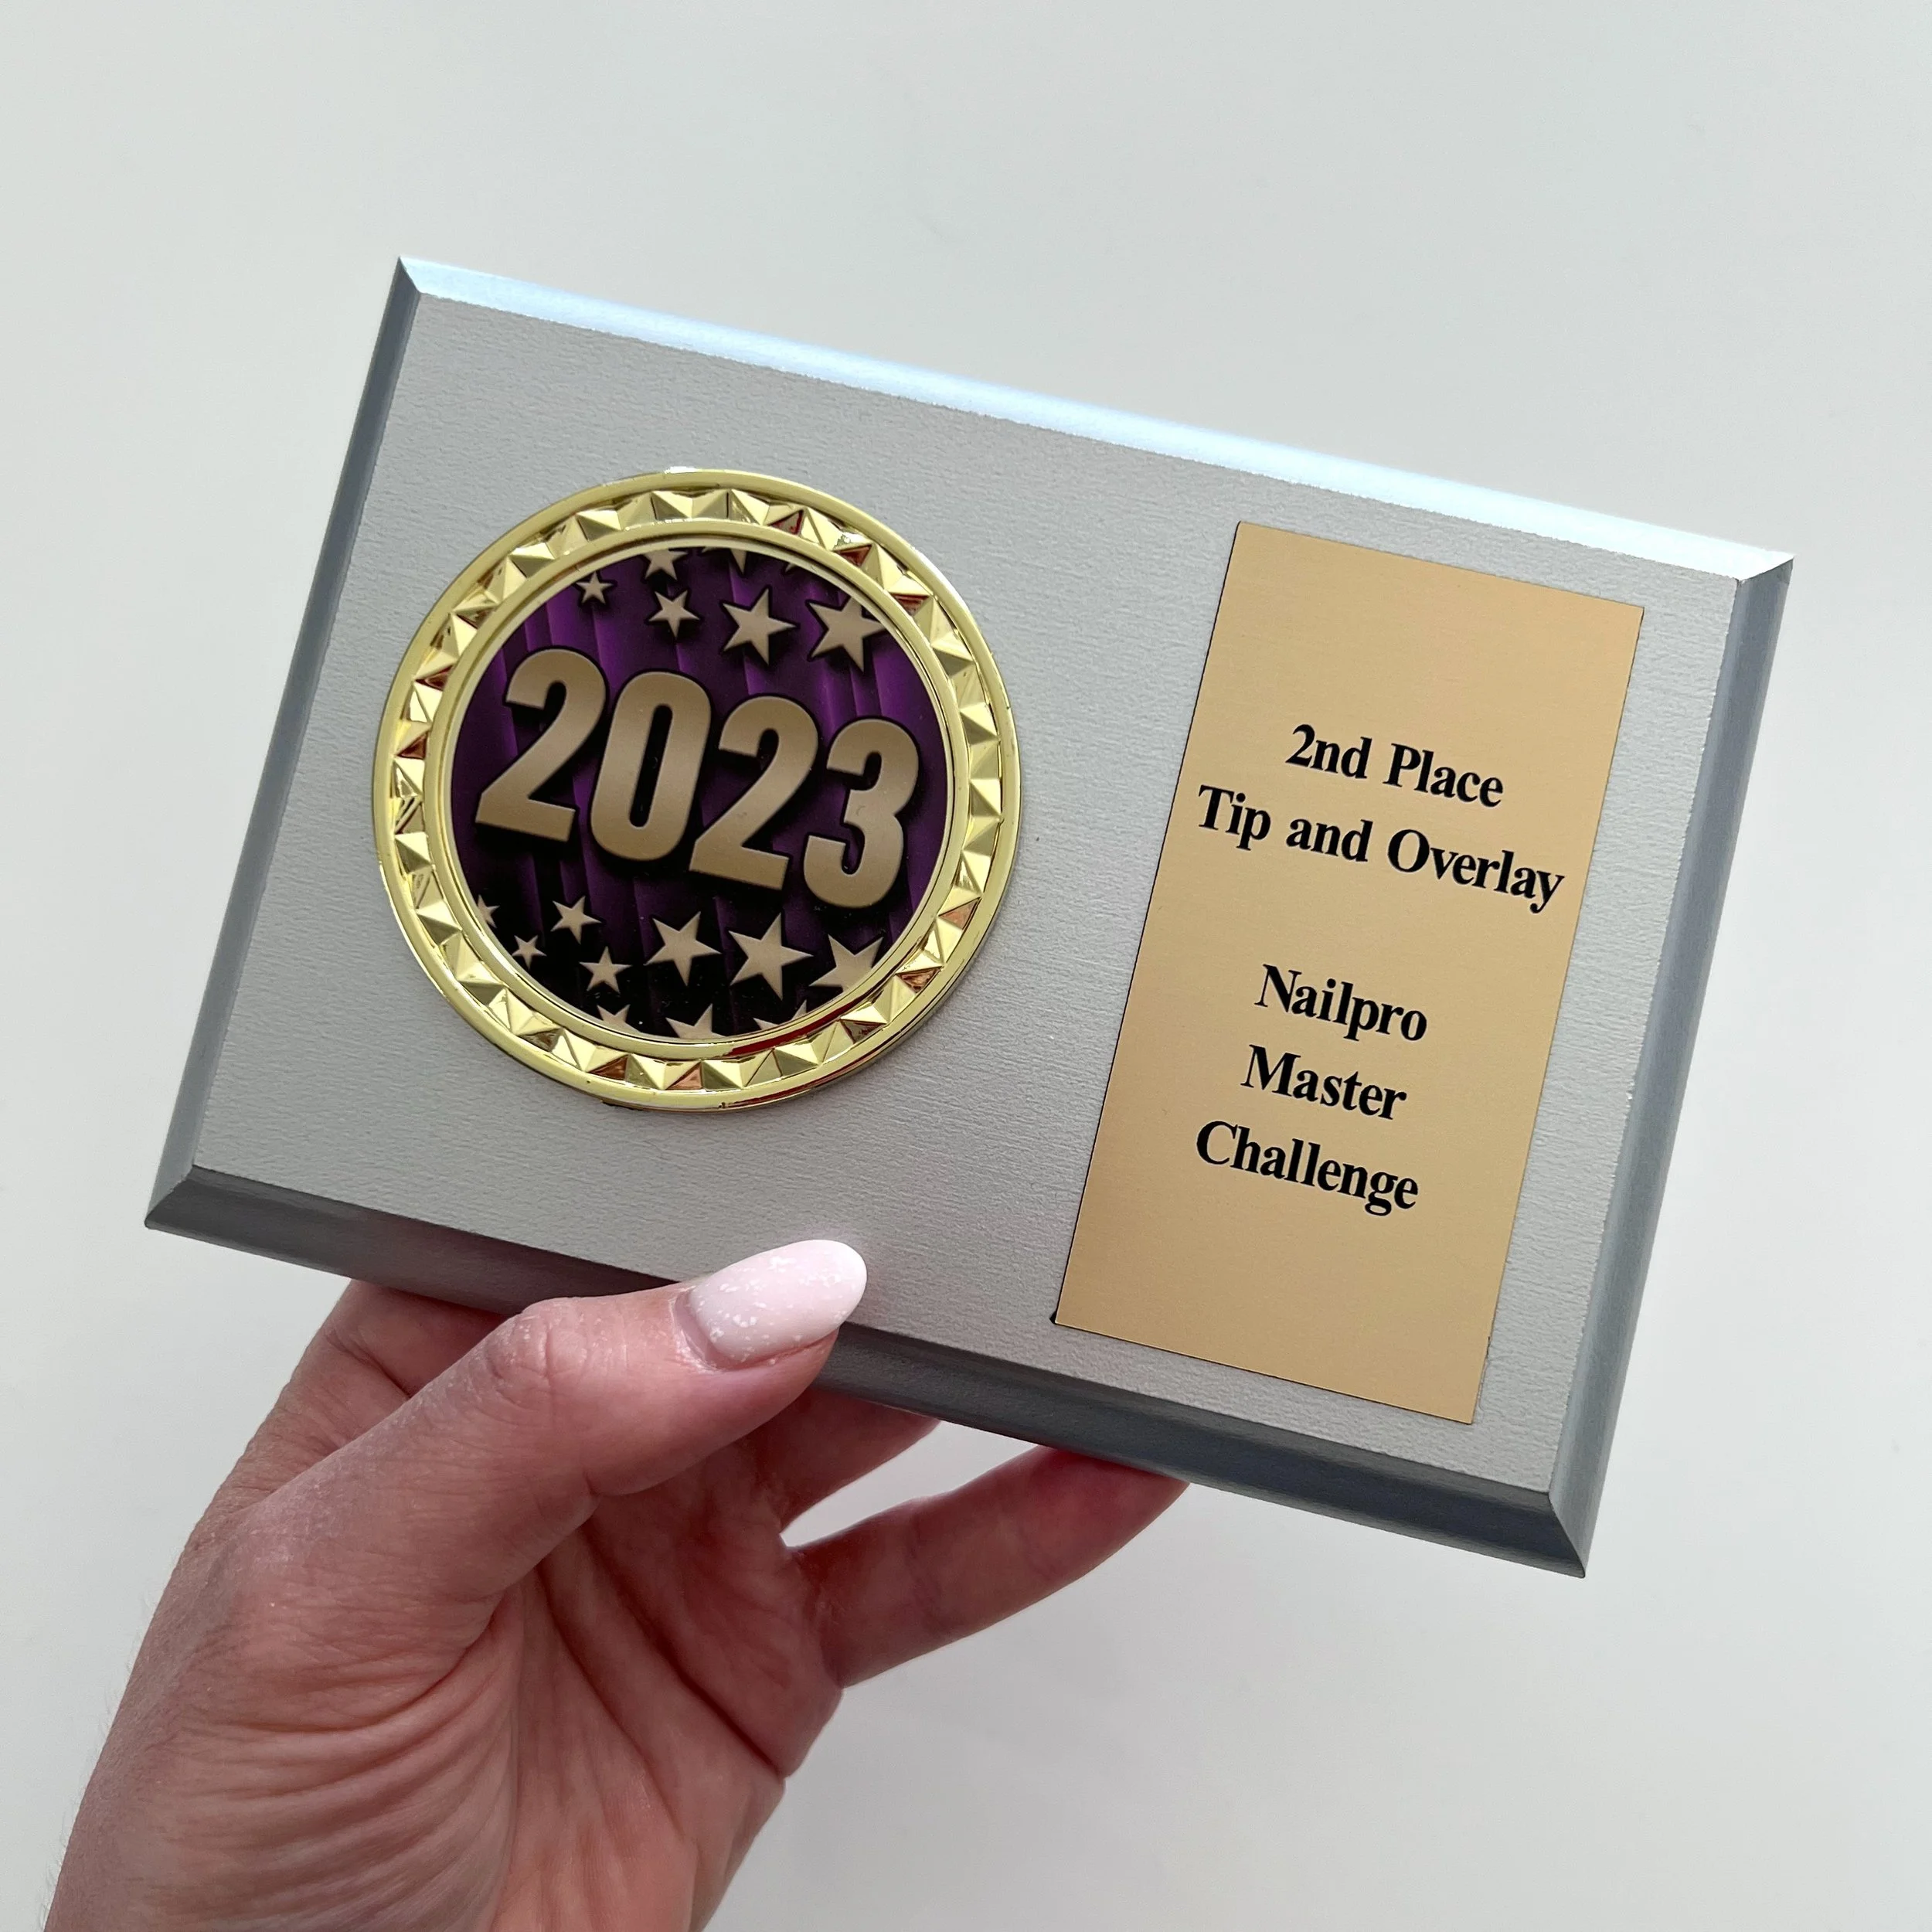 2023
2nd Place
Tip and Overlay
Nailpro
Master
Challenge